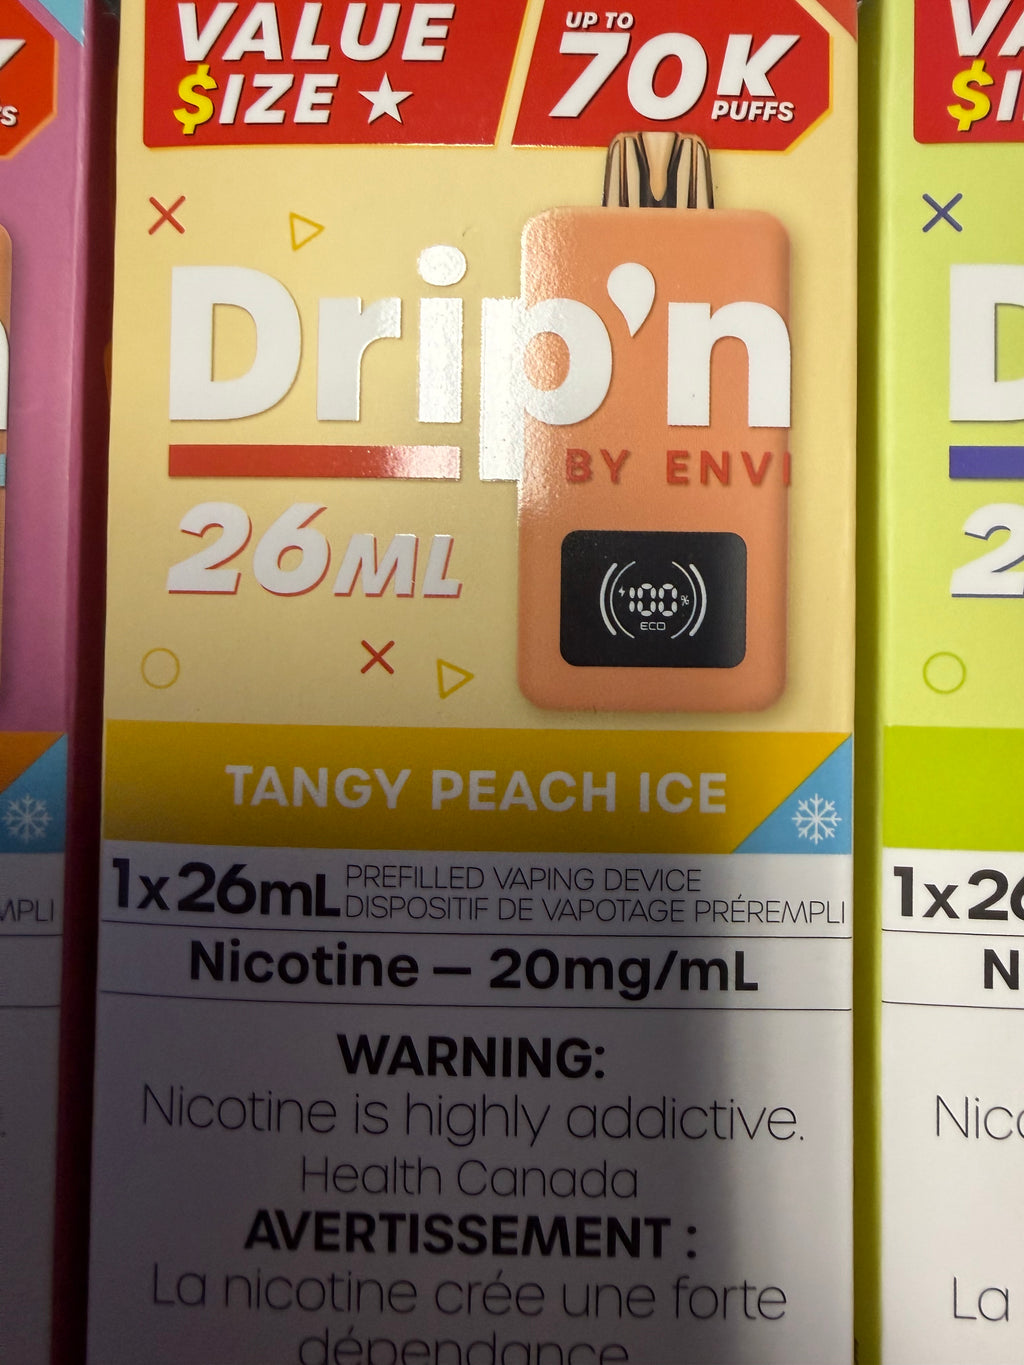 VALUE
$IZE
UP TO
70K
PUFFS
Drip'n
BY ENVI
26ML
100%
ECO
TANGY PEACH ICE
1x26mL PREFILLED VAPING DEVICE
DISPOSITIF DE VAPOTAGE PRÉREMPLI
Nicotine – 20mg/mL
WARNING:
Nicotine is highly addictive.
Health Canada
AVERTISSEMENT :
La nicotine crée une forte
dépendance